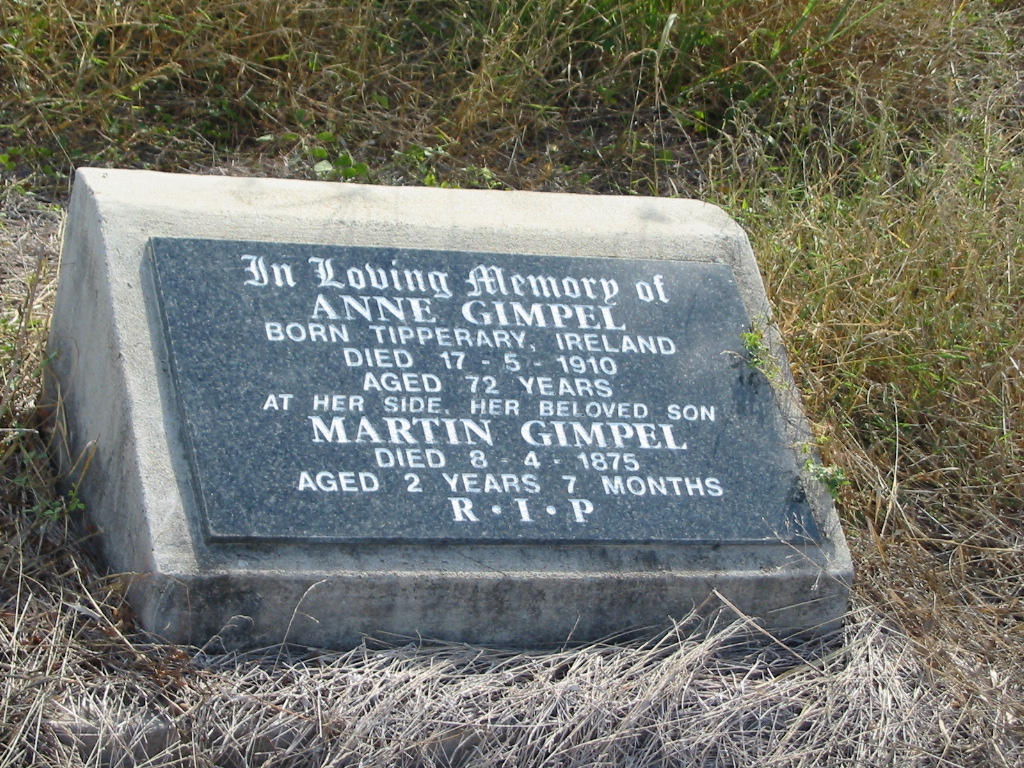 In Loving Memory of
ANNE GIMPEL
BORN TIPPERARY, IRELAND
DIED 17 - 5 - 1910
AGED 72 YEARS
AT HER SIDE, HER BELOVED SON
MARTIN GIMPEL
DIED 8 - 4 - 1875
AGED 2 YEARS 7 MONTHS
R · I · P